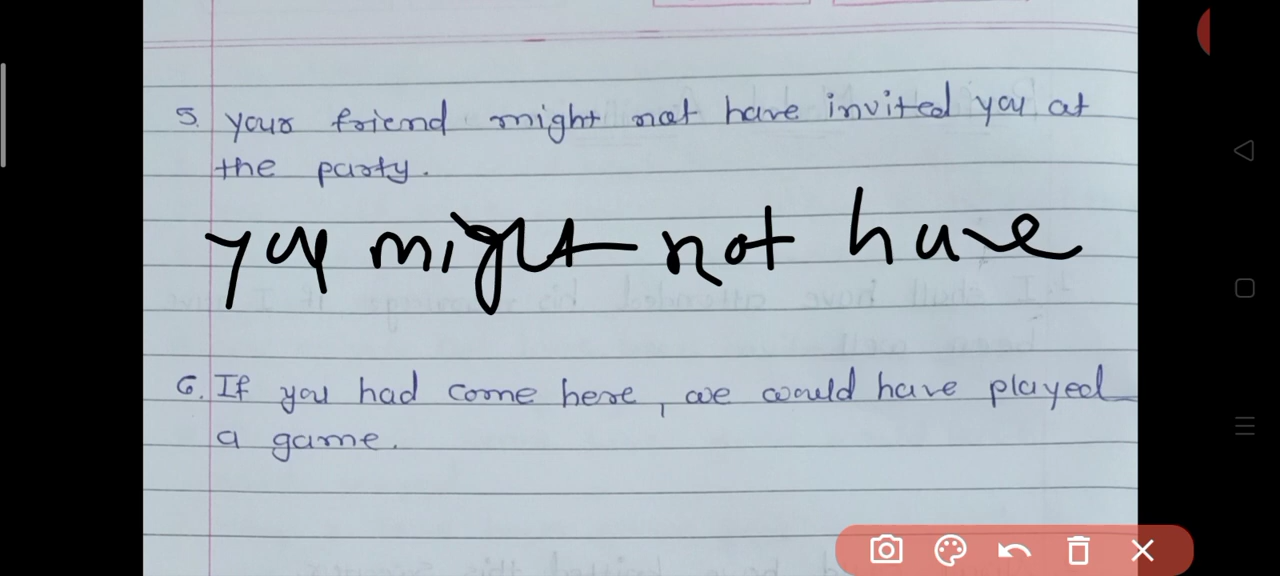 5. your friend might not have invited you at
the party.
you might not have
6. If you had come here, we would have played
a game.